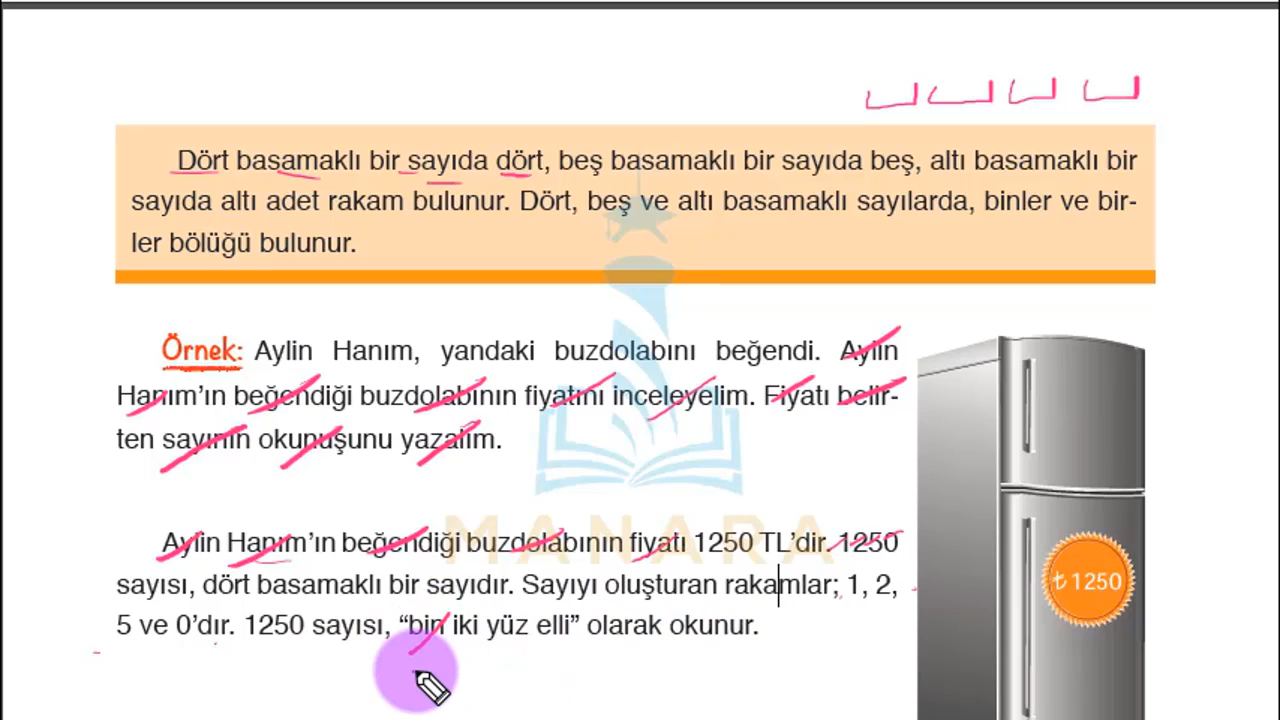 Dört basamaklı bir sayıda dört, beş basamaklı bir sayıda beş, altı basamaklı bir
sayıda altı adet rakam bulunur. Dört, beş ve altı basamaklı sayılarda, binler ve bir-
ler bölüğü bulunur.
Örnek: Aylin Hanım, yandaki buzdolabını beğendi. Aylin
Hanım’ın beğendiği buzdolabının fiyatını inceleyelim. Fiyatı belir-
ten sayının okunuşunu yazalım.
MANARA
Aylin Hanım’ın beğendiği buzdolabının fiyatı 1250 TL’dir. 1250
sayısı, dört basamaklı bir sayıdır. Sayıyı oluşturan rakamlar; 1, 2,
5 ve 0’dır. 1250 sayısı, “bin iki yüz elli” olarak okunur.
₺1250